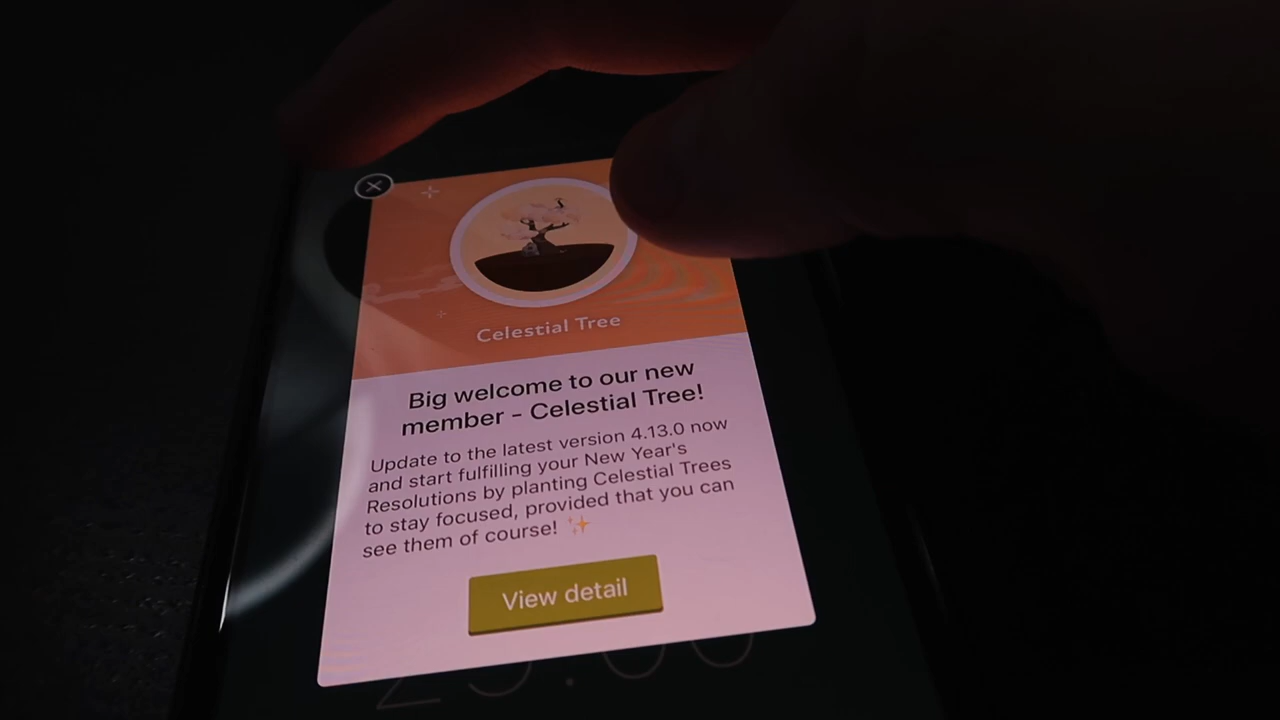 Celestial Tree
Big welcome to our new
member - Celestial Tree!
Update to the latest version 4.13.0 now
and start fulfilling your New Year's
Resolutions by planting Celestial Trees
to stay focused, provided that you can
see them of course! ✨
View detail